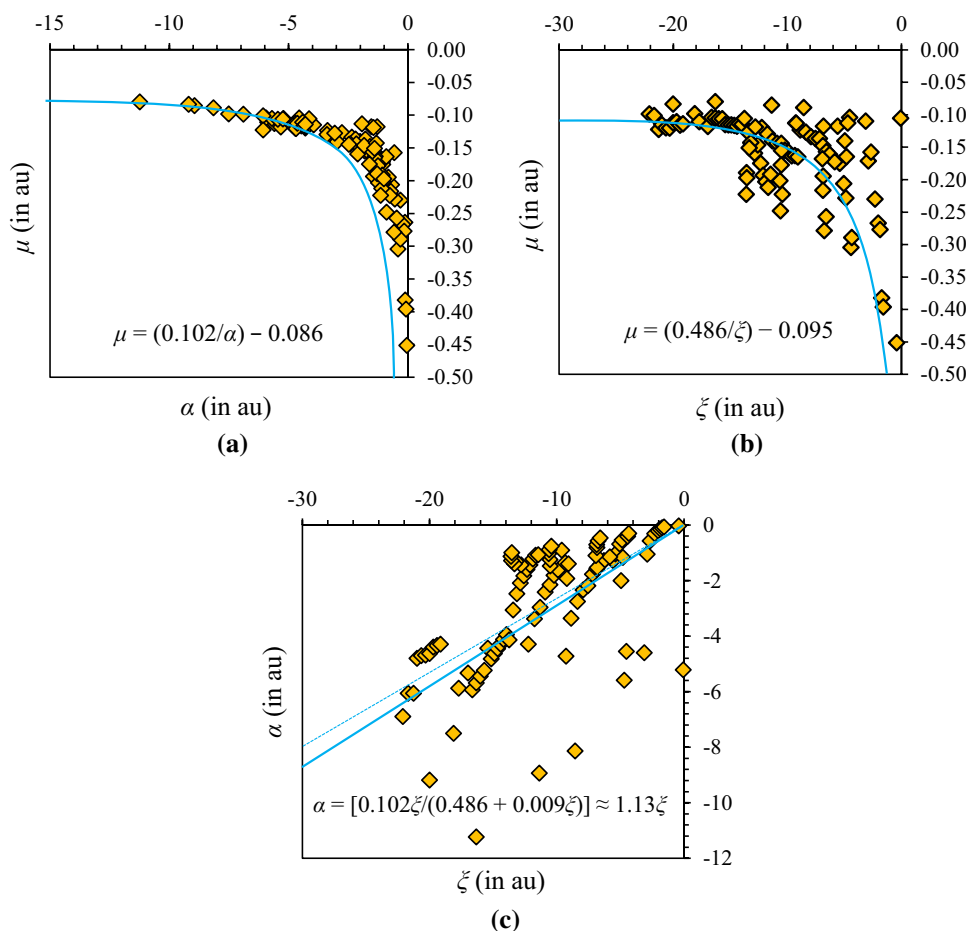 -15 -10 -5 0
0.00
-0.05
-0.10
-0.15
-0.20
-0.25
-0.30
-0.35
-0.40
-0.45
-0.50
μ (in au)
μ = (0.102/α) − 0.086
α (in au)
(a)
-30 -20 -10 0
0.00
-0.05
-0.10
-0.15
-0.20
-0.25
-0.30
-0.35
-0.40
-0.45
-0.50
μ (in au)
μ = (0.486/ξ) − 0.095
ξ (in au)
(b)
-30 -20 -10 0
0
-2
-4
-6
-8
-10
-12
α (in au)
α = [0.102ξ/(0.486 + 0.009ξ)] ≈ 1.13ξ
ξ (in au)
(c)